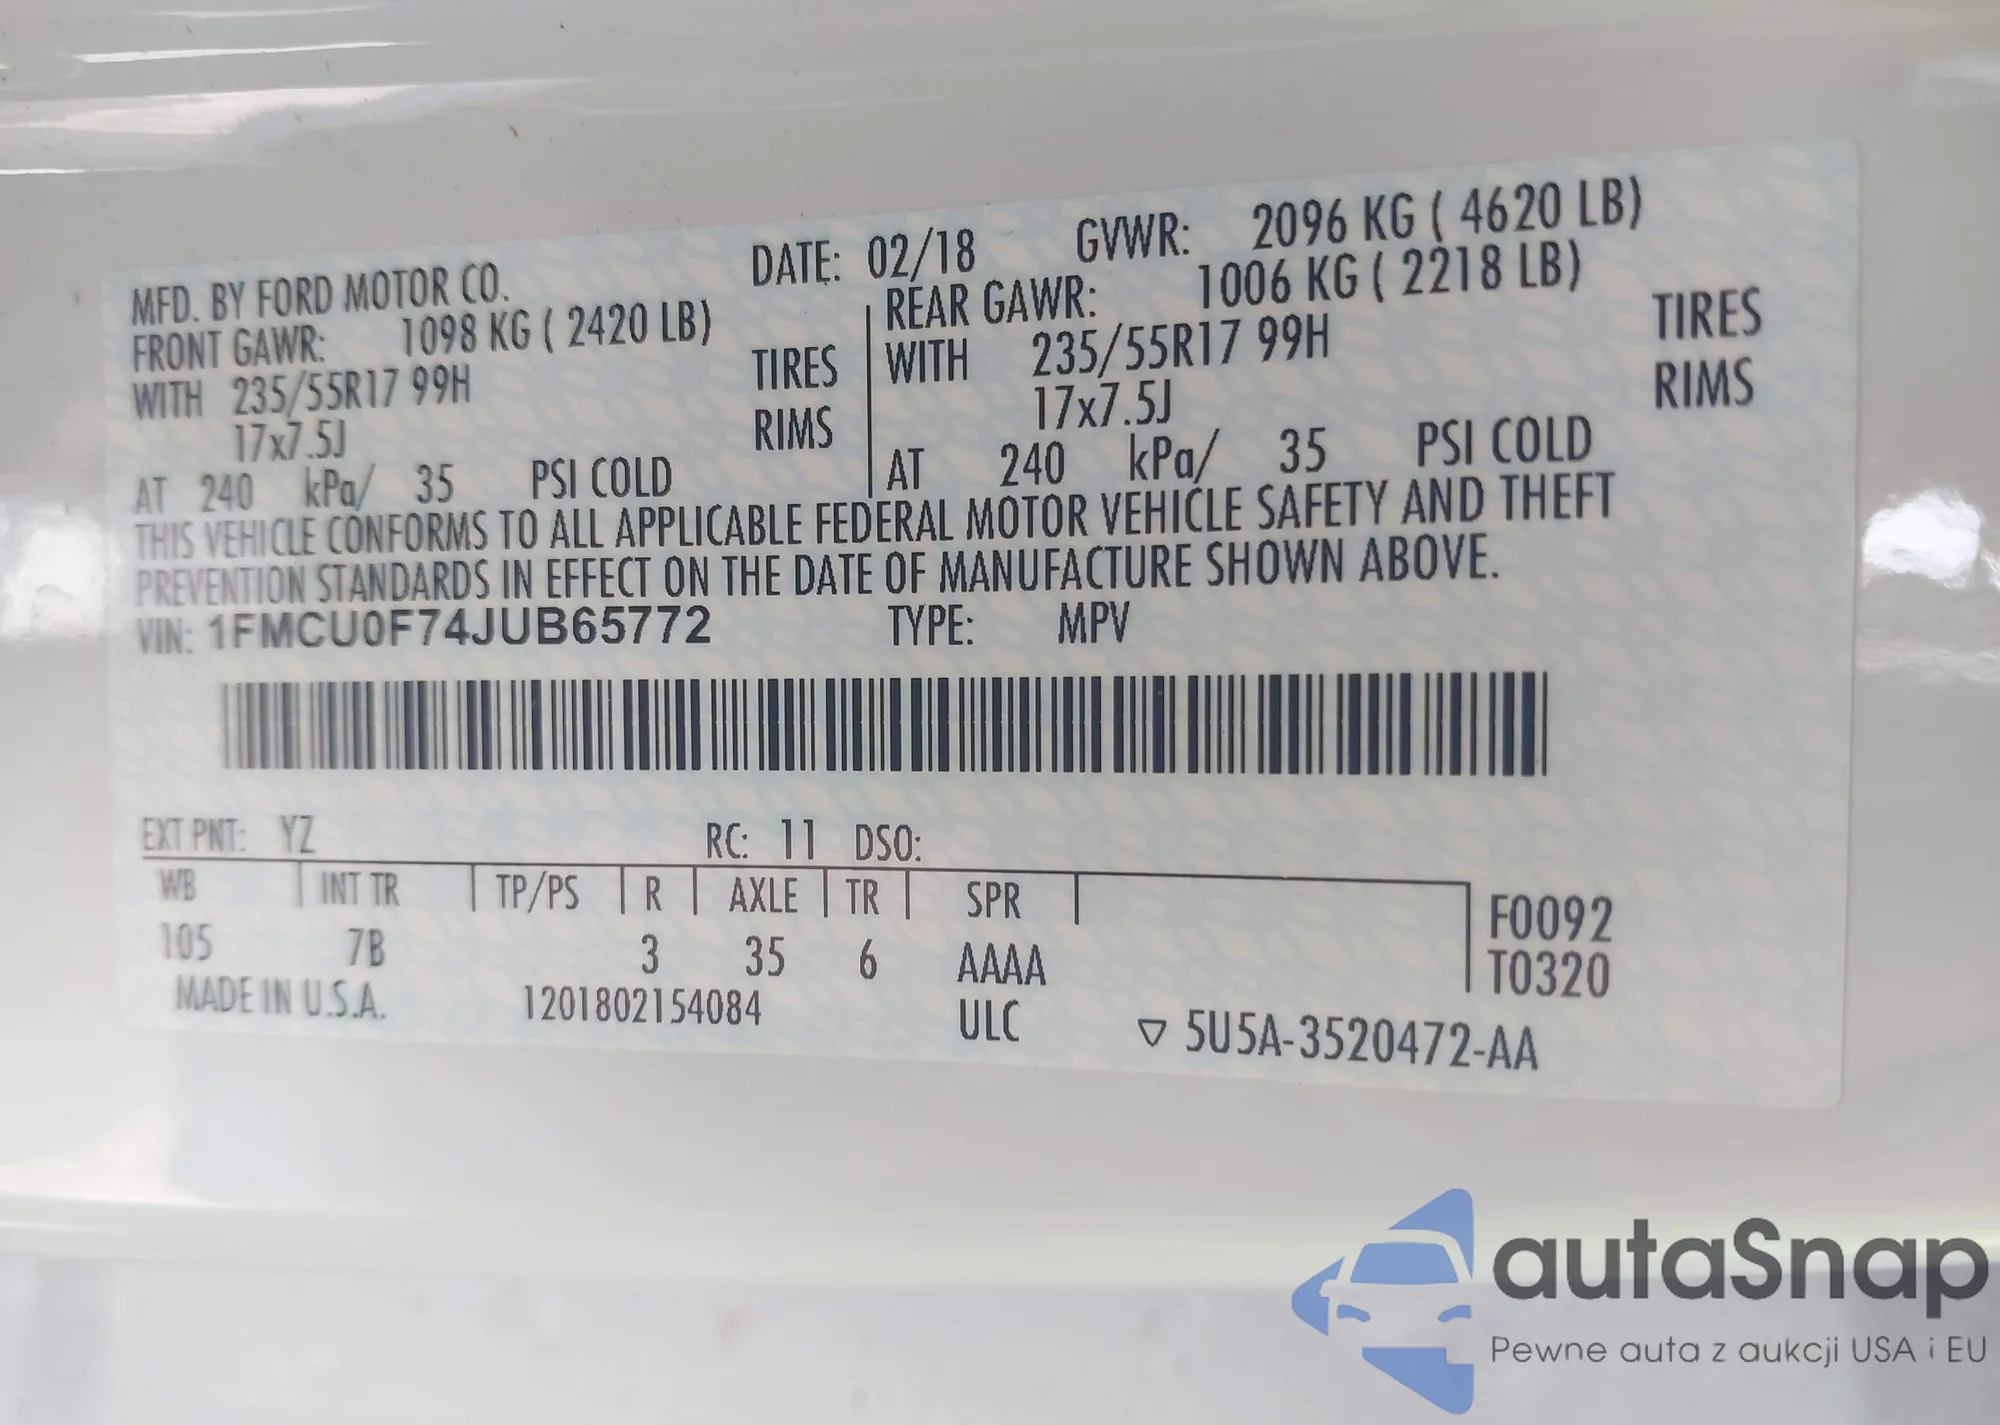 MFD. BY FORD MOTOR CO. DATE: 02/18 GVWR: 2096 KG ( 4620 LB)
FRONT GAWR: 1098 KG ( 2420 LB) REAR GAWR: 1006 KG ( 2218 LB)
WITH 235/55R17 99H TIRES WITH 235/55R17 99H TIRES
17x7.5J RIMS 17x7.5J RIMS
AT 240 kPa/ 35 PSI COLD AT 240 kPa/ 35 PSI COLD
THIS VEHICLE CONFORMS TO ALL APPLICABLE FEDERAL MOTOR VEHICLE SAFETY AND THEFT
PREVENTION STANDARDS IN EFFECT ON THE DATE OF MANUFACTURE SHOWN ABOVE.
VIN: 1FMCU0F74JUB65772 TYPE: MPV
EXT PNT: YZ RC: 11 DSO:
WB INT TR TP/PS R AXLE TR SPR F0092
105 7B 3 35 6 AAAA T0320
MADE IN U.S.A. 1201802154084 ULC ▽ 5U5A-3520472-AA
autaSnap
Pewne auta z aukcji USA i EU